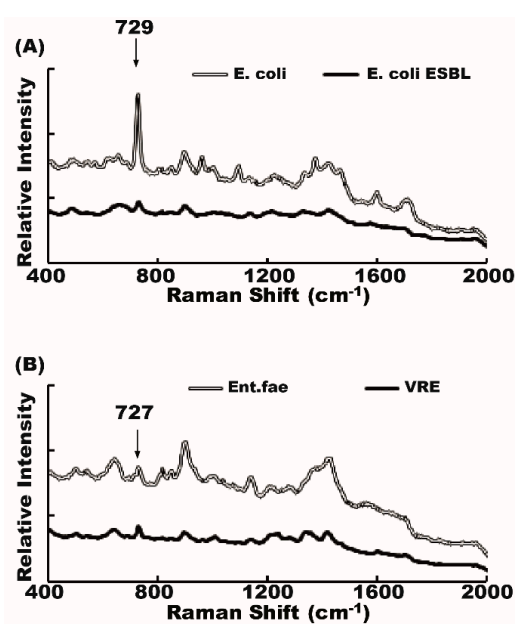 729
(A)
E. coli
E. coli ESBL
Relative Intensity
400
800
1200
1600
2000
Raman Shift (cm⁻¹)
(B)
Ent.fae
VRE
727
Relative Intensity
400
800
1200
1600
2000
Raman Shift (cm⁻¹)